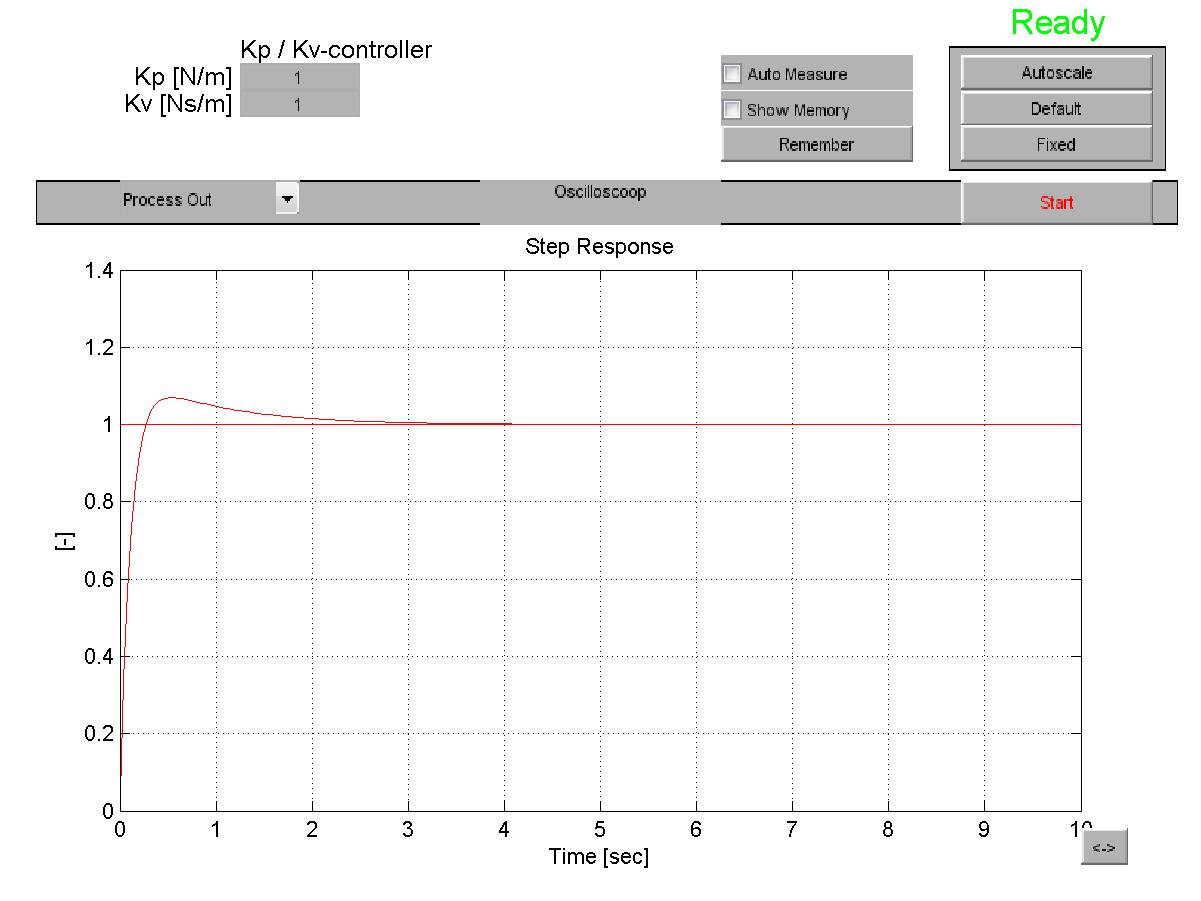 Ready
Kp / Kv-controller
Kp [N/m] 1
Kv [Ns/m] 1
Auto Measure
Show Memory
Remember
Autoscale
Default
Fixed
Process Out
Oscilloscoop
Start
Step Response
1.4
1.2
1
0.8
0.6
0.4
0.2
0
[-]
0 1 2 3 4 5 6 7 8 9 10
Time [sec]
<->